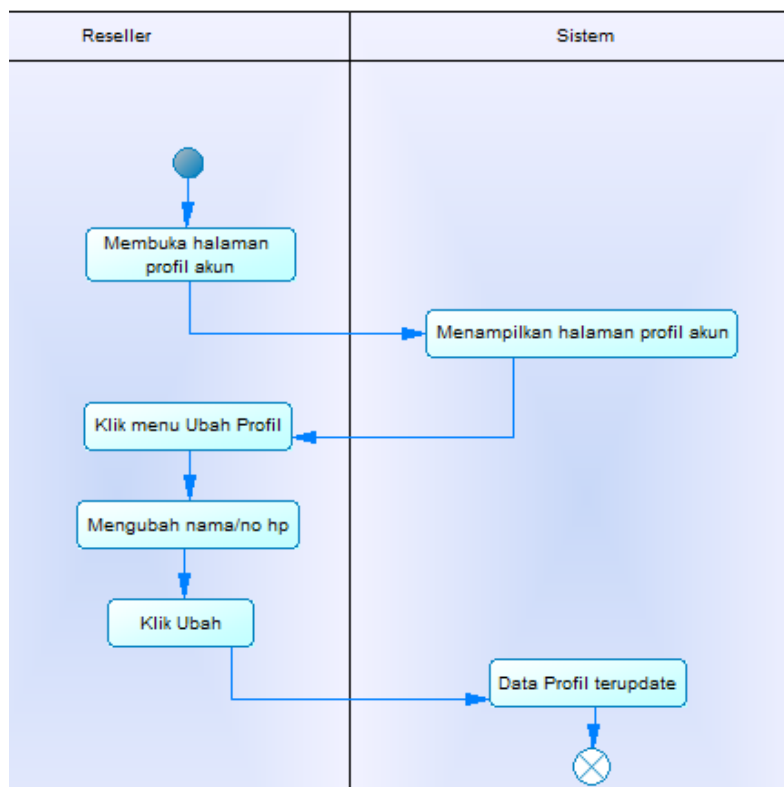 Reseller
Sistem
Membuka halaman
profil akun
Menampilkan halaman profil akun
Klik menu Ubah Profil
Mengubah nama/no hp
Klik Ubah
Data Profil terupdate